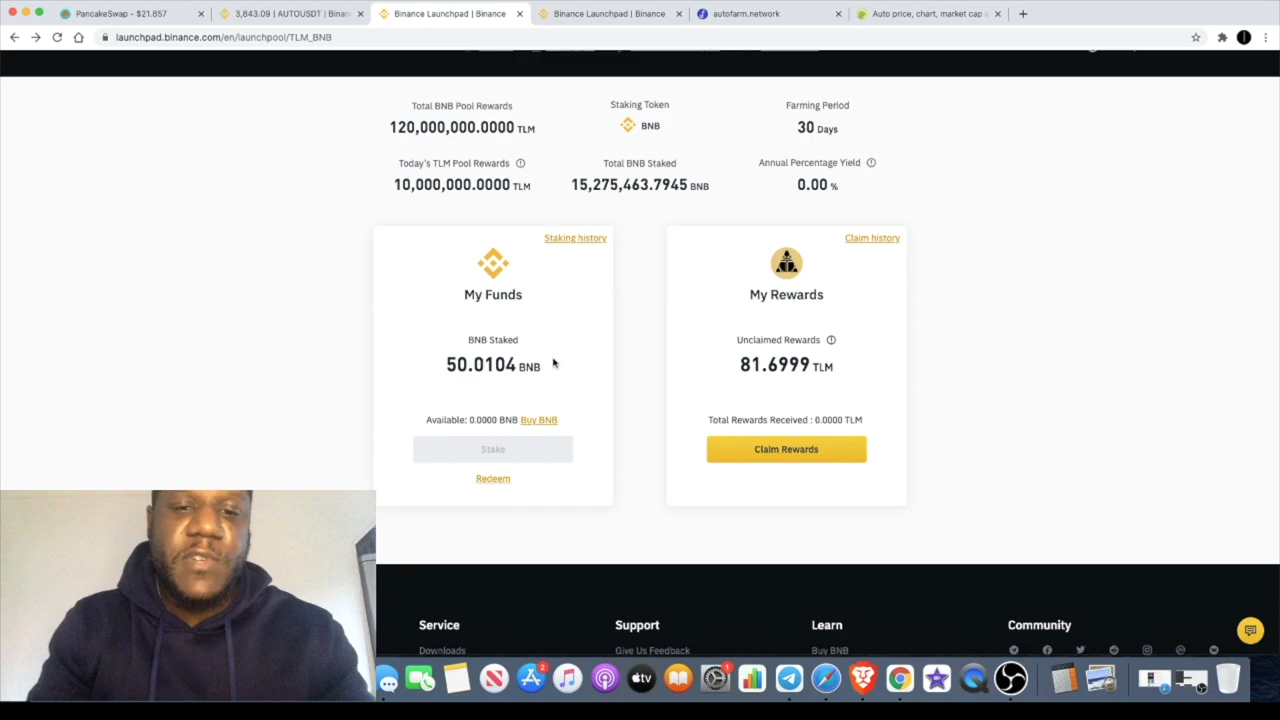 PancakeSwap - $21.857
3,843.09 | AUTOUSDT | Binan
Binance Launchpad | Binance
Binance Launchpad | Binance
autofarm.network
Auto price, chart, market cap
launchpad.binance.com/en/launchpool/TLM_BNB
Total BNB Pool Rewards
120,000,000.0000 TLM
Staking Token
BNB
Farming Period
30 Days
Today's TLM Pool Rewards
10,000,000.0000 TLM
Total BNB Staked
15,275,463.7945 BNB
Annual Percentage Yield
0.00 %
Staking history
My Funds
BNB Staked
50.0104 BNB
Available: 0.0000 BNB Buy BNB
Stake
Redeem
Claim history
My Rewards
Unclaimed Rewards
81.6999 TLM
Total Rewards Received : 0.0000 TLM
Claim Rewards
Service
Downloads
Support
Give Us Feedback
Learn
Buy BNB
Community
2
tv
1